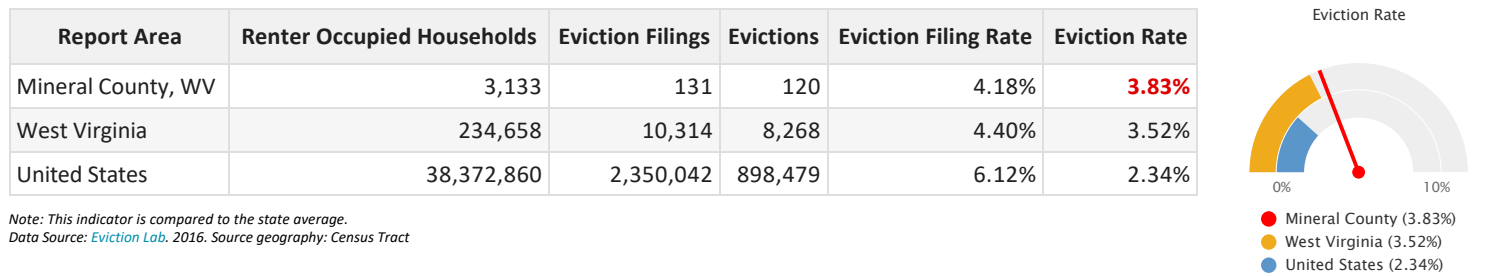 Report Area Renter Occupied Households Eviction Filings Evictions Eviction Filing Rate Eviction Rate
Mineral County, WV 3,133 131 120 4.18% 3.83%
West Virginia 234,658 10,314 8,268 4.40% 3.52%
United States 38,372,860 2,350,042 898,479 6.12% 2.34%
Note: This indicator is compared to the state average.
Data Source: Eviction Lab. 2016. Source geography: Census Tract
Eviction Rate
0% 10%
Mineral County (3.83%)
West Virginia (3.52%)
United States (2.34%)